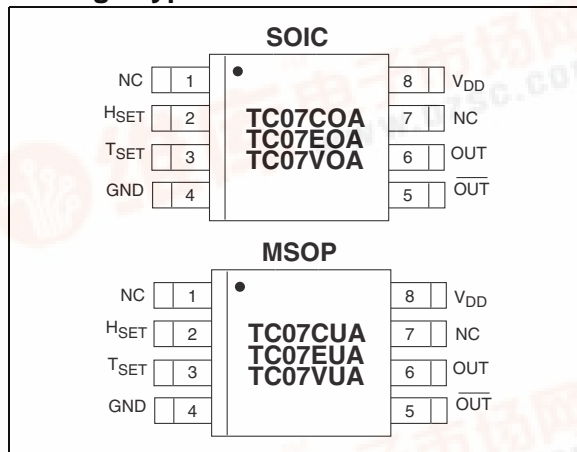 SOIC
NC 1
HSET 2
TSET 3
GND 4
TC07COA
TC07EOA
TC07VOA
8 VDD
7 NC
6 OUT
5 OUT
MSOP
NC 1
HSET 2
TSET 3
GND 4
TC07CUA
TC07EUA
TC07VUA
8 VDD
7 NC
6 OUT
5 OUT